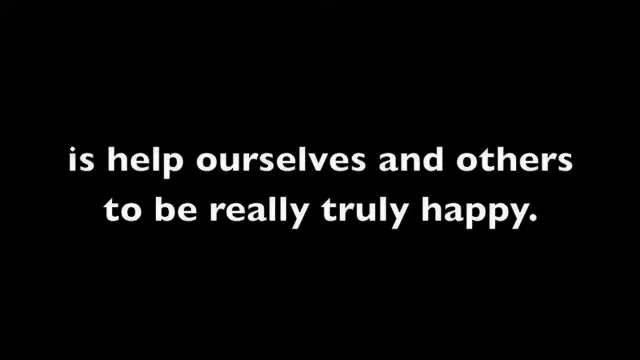 is help ourselves and others
to be really truly happy.